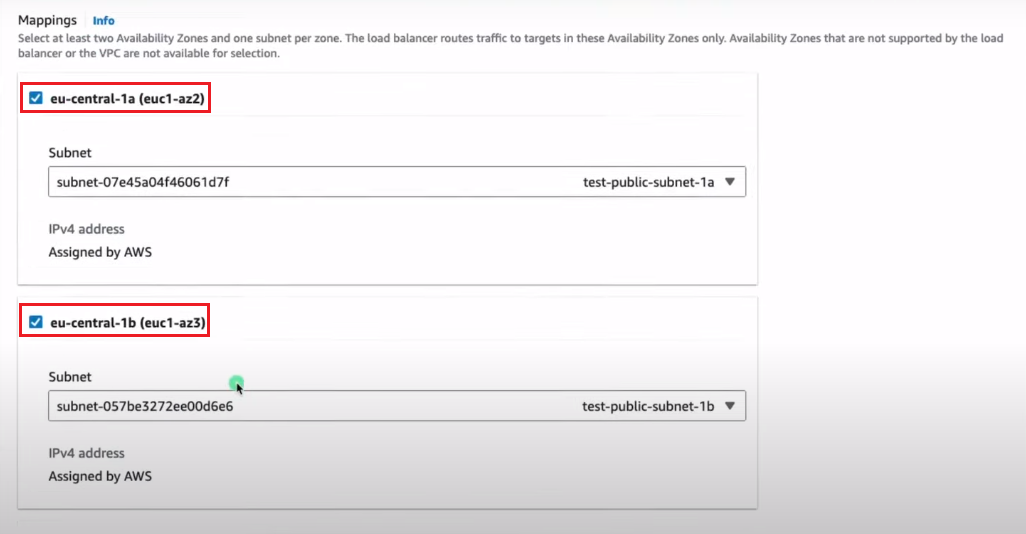 Mappings Info
Select at least two Availability Zones and one subnet per zone. The load balancer routes traffic to targets in these Availability Zones only. Availability Zones that are not supported by the load
balancer or the VPC are not available for selection.
eu-central-1a (euc1-az2)
Subnet
subnet-07e45a04f46061d7f test-public-subnet-1a
IPv4 address
Assigned by AWS
eu-central-1b (euc1-az3)
Subnet
subnet-057be3272ee00d6e6 test-public-subnet-1b
IPv4 address
Assigned by AWS